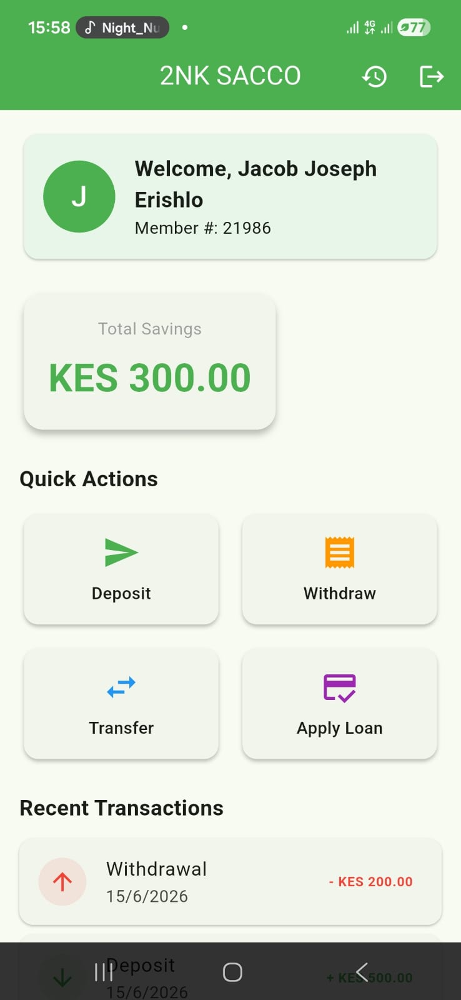 15:58 Night_Nu 4G 77
2NK SACCO
J
Welcome, Jacob Joseph
Erishlo
Member #: 21986
Total Savings
KES 300.00
Quick Actions
Deposit
Withdraw
Transfer
Apply Loan
Recent Transactions
Withdrawal
15/6/2026
- KES 200.00
Deposit
15/6/2026
+ KES 500.00